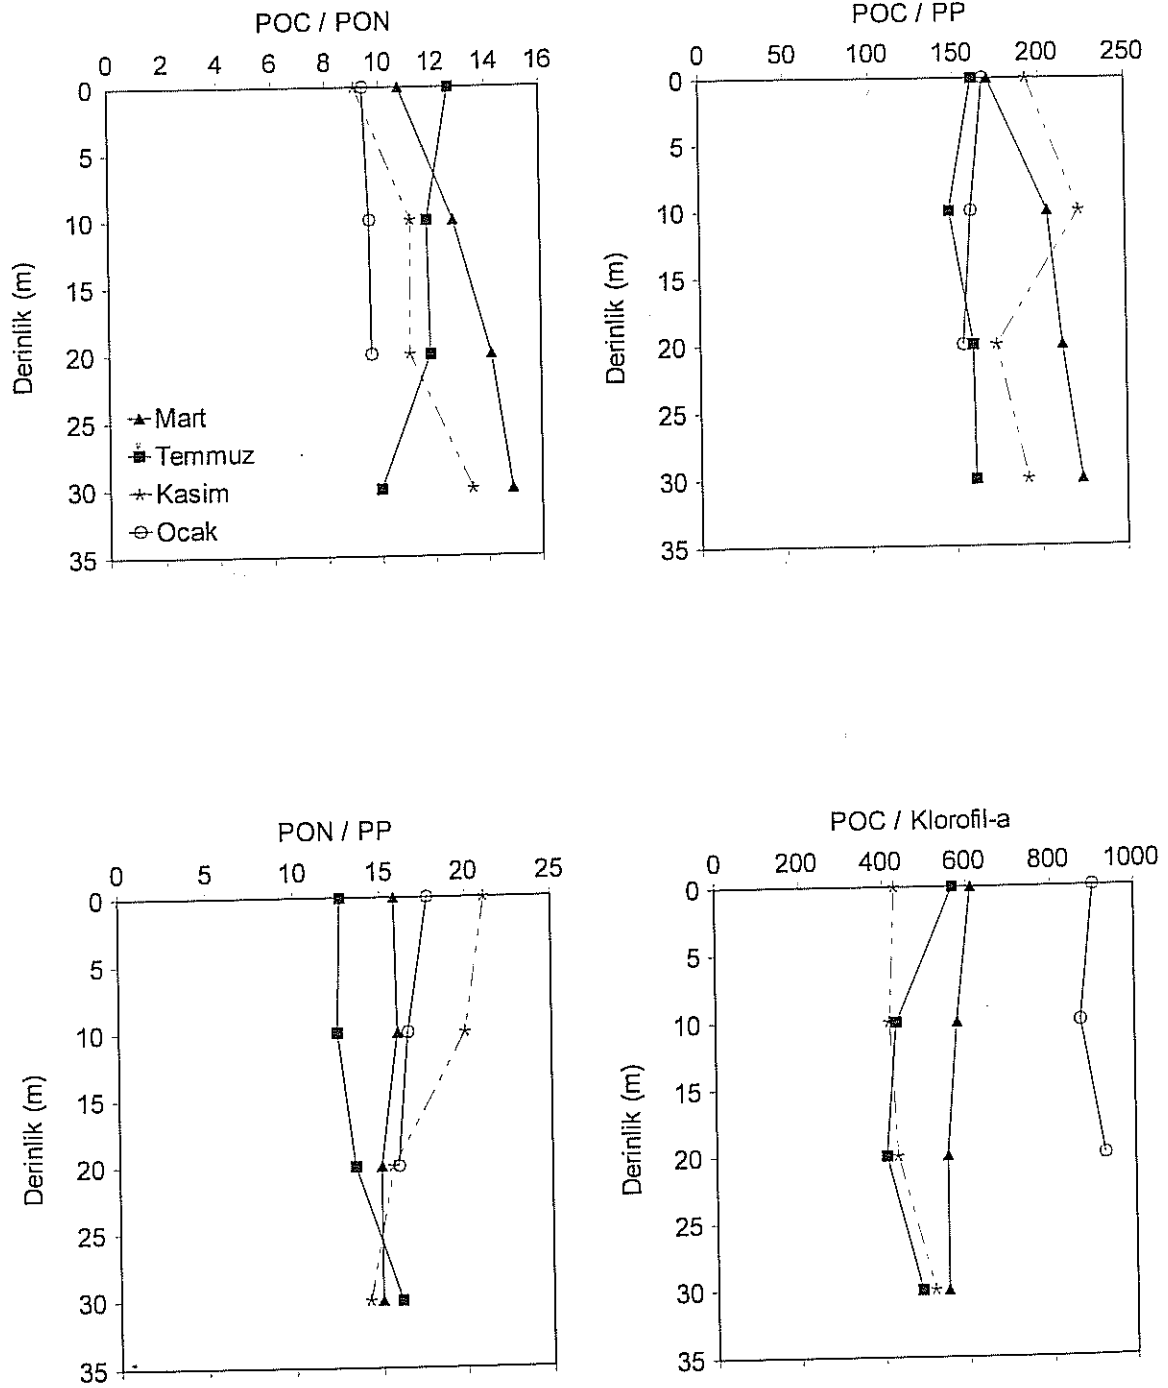 POC / PON
0 2 4 6 8 10 12 14 16
0
5
10
15
20
25
30
35
Derinlik (m)
Mart
Temmuz
Kasim
Ocak
POC / PP
0 50 100 150 200 250
0
5
10
15
20
25
30
35
Derinlik (m)
PON / PP
0 5 10 15 20 25
0
5
10
15
20
25
30
35
Derinlik (m)
POC / Klorofil-a
0 200 400 600 800 1000
0
5
10
15
20
25
30
35
Derinlik (m)